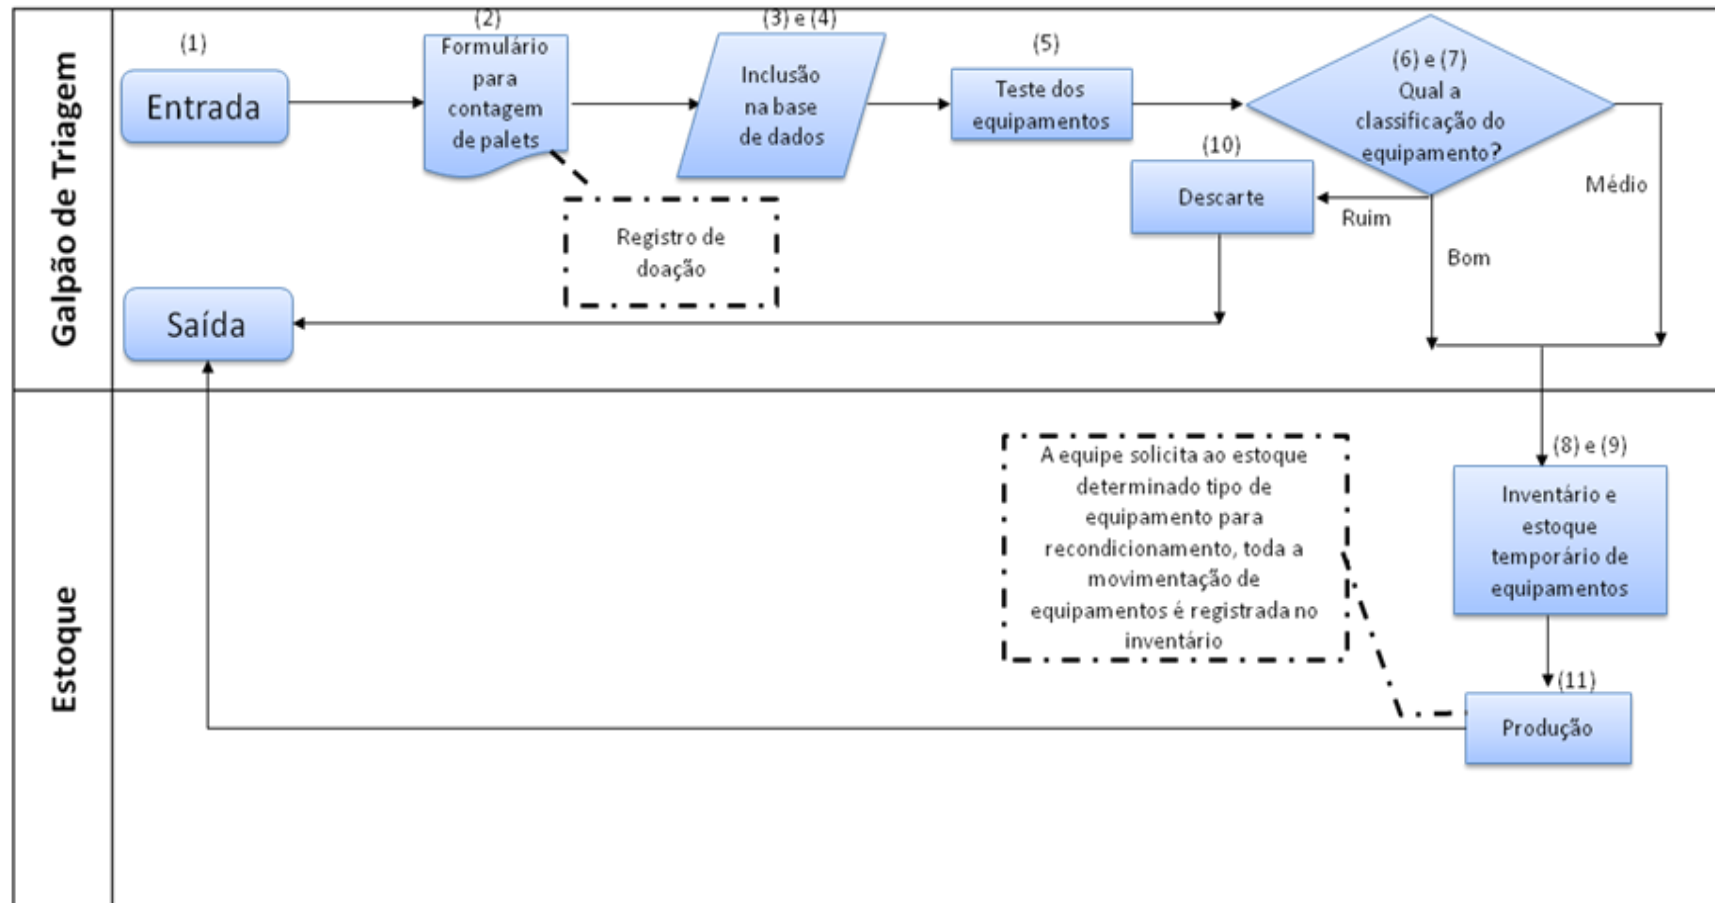 Galpão de Triagem
(1)
Entrada
(2)
Formulário
para
contagem
de palets
Registro de
doação
(3) e (4)
Inclusão
na base
de dados
(5)
Teste dos
equipamentos
(6) e (7)
Qual a
classificação do
equipamento?
Médio
Ruim
Bom
(10)
Descarte
Saída
Estoque
(8) e (9)
Inventário e
estoque
temporário de
equipamentos
A equipe solicita ao estoque
determinado tipo de
equipamento para
recondicionamento, toda a
movimentação de
equipamentos é registrada no
inventário
(11)
Produção